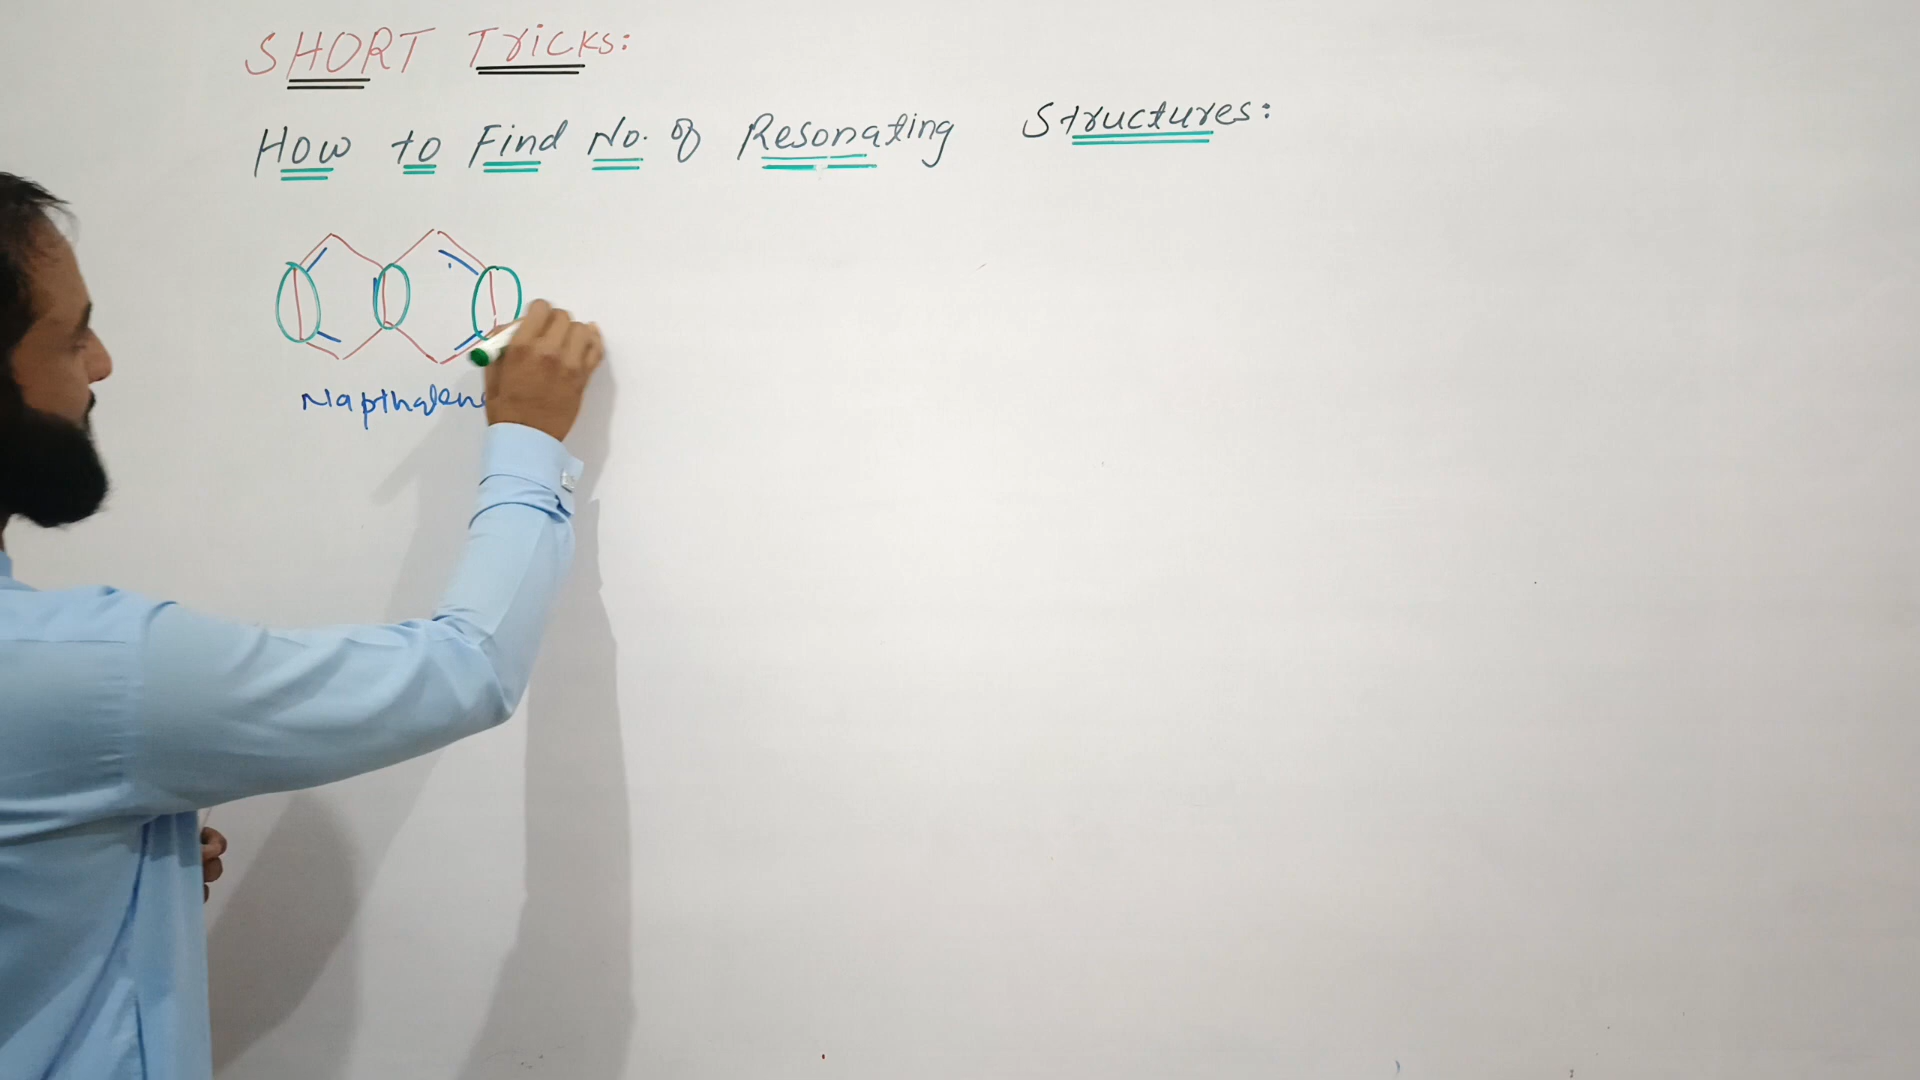 SHORT Tricks:
How to Find No. of Resonating Structures:
Napthalene